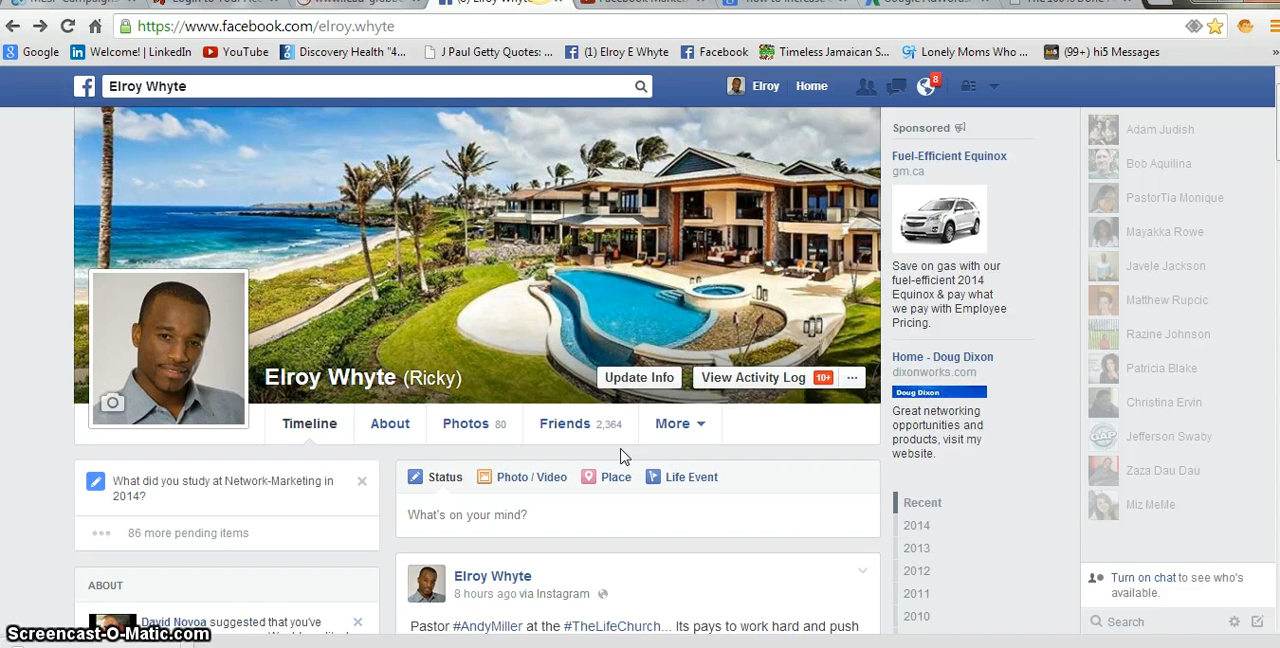 (6) Elroy Whyte
https://www.facebook.com/elroy.whyte
Google Welcome! | LinkedIn YouTube Discovery Health "4... J Paul Getty Quotes: ... (1) Elroy E Whyte Facebook Timeless Jamaican S... Lonely Moms Who ... (99+) hi5 Messages »
Elroy Whyte
Elroy Home 8
Elroy Whyte (Ricky)
Update Info View Activity Log 10+ ...
Timeline About Photos 80 Friends 2,364 More
What did you study at Network-Marketing in
2014?
86 more pending items
ABOUT
David Novoa suggested that you've
Status Photo / Video Place Life Event
What's on your mind?
Elroy Whyte
8 hours ago via Instagram
Pastor #AndyMiller at the #TheLifeChurch... Its pays to work hard and push
Sponsored
Fuel-Efficient Equinox
gm.ca
Save on gas with our
fuel-efficient 2014
Equinox & pay what
we pay with Employee
Pricing.
Home - Doug Dixon
dixonworks.com
Doug Dixon
Great networking
opportunities and
products, visit my
website.
Recent
2014
2013
2012
2011
2010
Adam Judish
Bob Aquilina
PastorTia Monique
Mayakka Rowe
Javele Jackson
Matthew Rupcic
Razine Johnson
Patricia Blake
Christina Ervin
Jefferson Swaby
Zaza Dau Dau
Miz MeMe
Turn on chat to see who's
available.
Search
Screencast-O-Matic.com